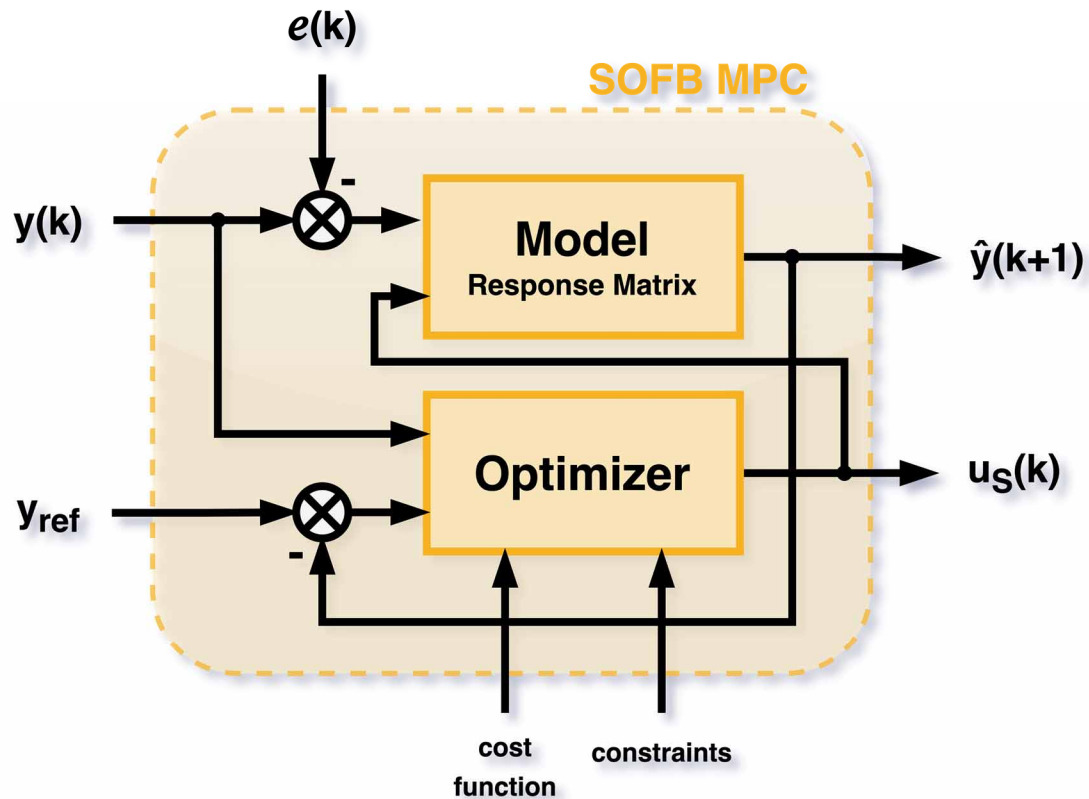 e(k)
SOFB MPC
-
y(k)
Model
Response Matrix
ŷ(k+1)
Optimizer
u_S(k)
y_ref
-
cost
function
constraints